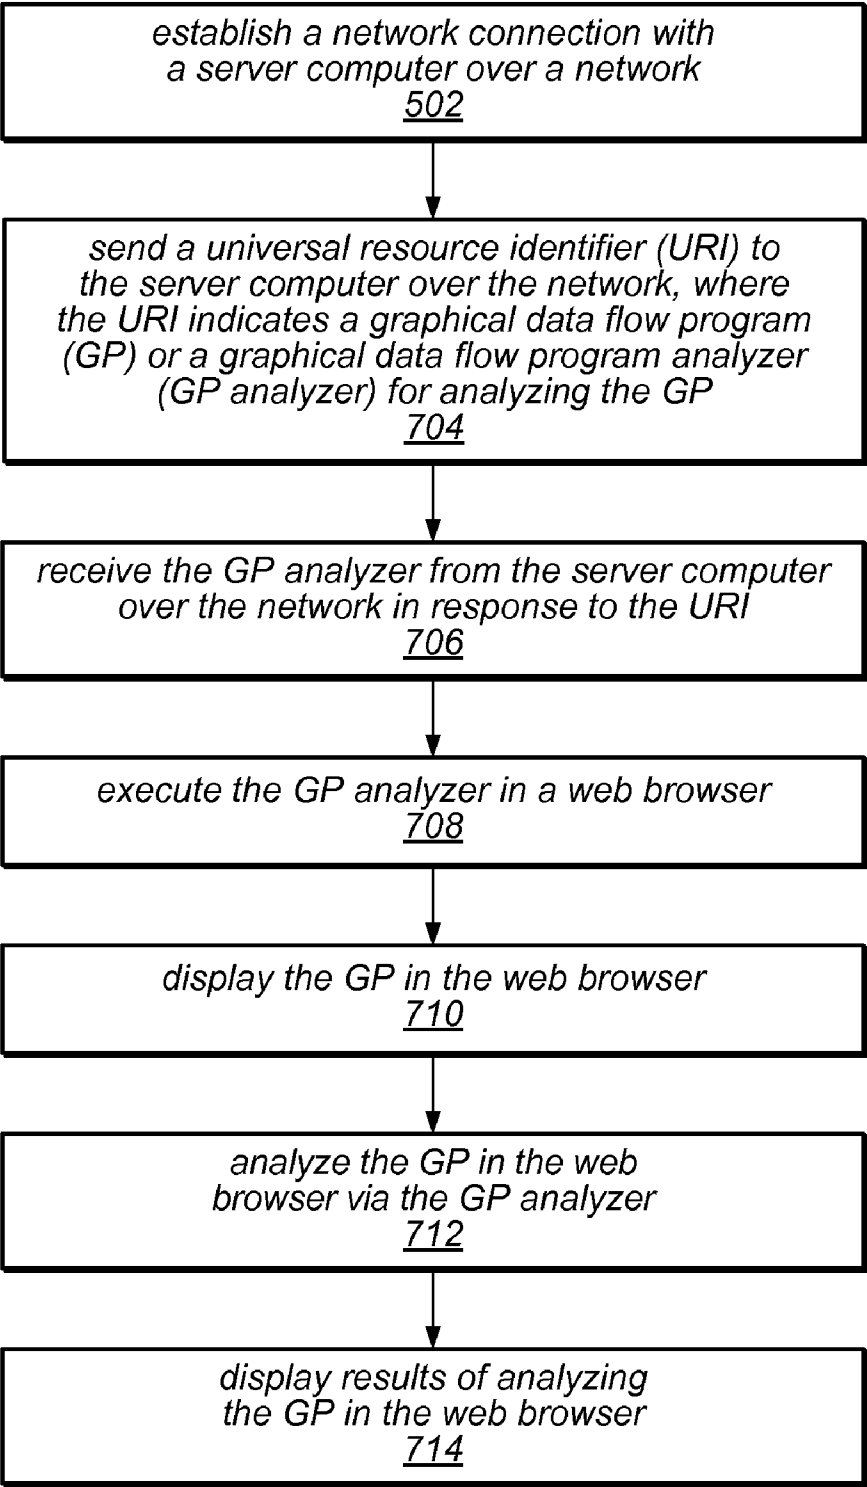 establish a network connection with
a server computer over a network
502
send a universal resource identifier (URI) to
the server computer over the network, where
the URI indicates a graphical data flow program
(GP) or a graphical data flow program analyzer
(GP analyzer) for analyzing the GP
704
receive the GP analyzer from the server computer
over the network in response to the URI
706
execute the GP analyzer in a web browser
708
display the GP in the web browser
710
analyze the GP in the web
browser via the GP analyzer
712
display results of analyzing
the GP in the web browser
714